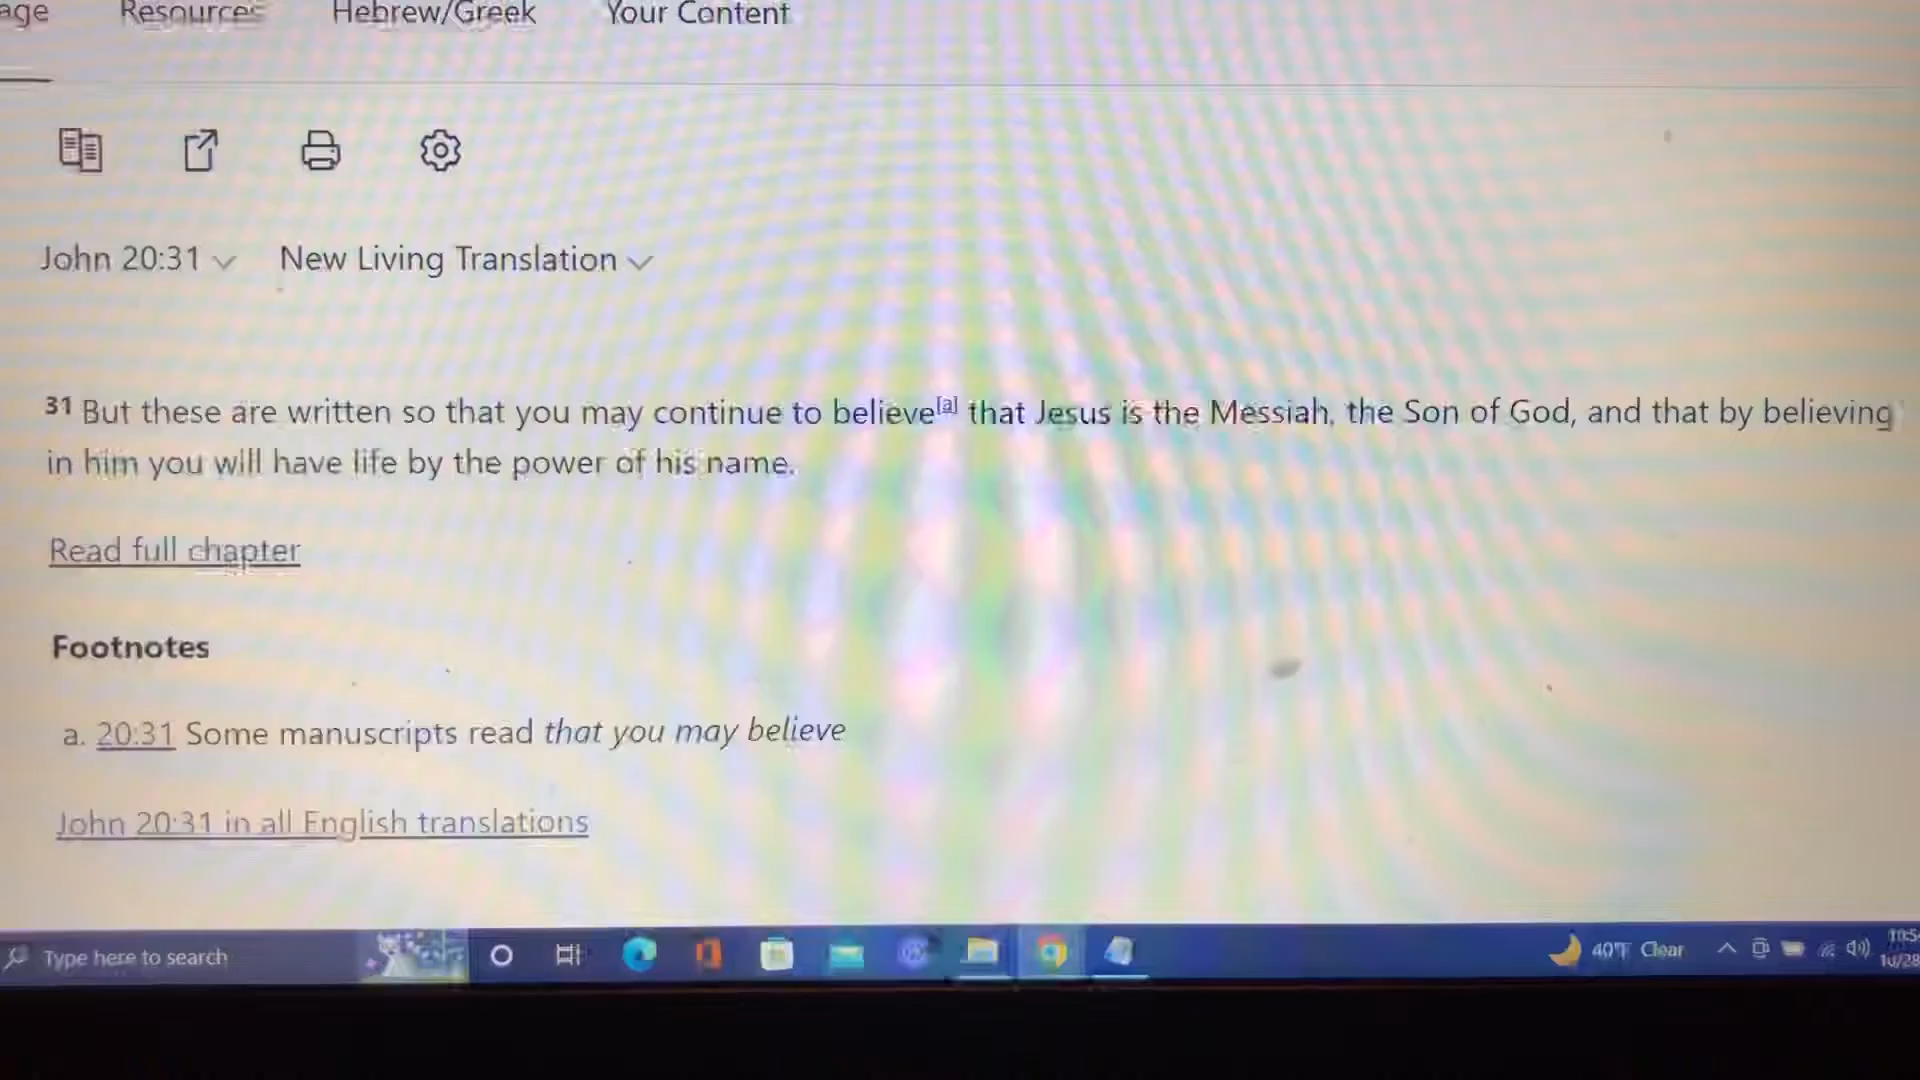 age Resources Hebrew/Greek Your Content
John 20:31 New Living Translation
31 But these are written so that you may continue to believe[a] that Jesus is the Messiah, the Son of God, and that by believing
in him you will have life by the power of his name.
Read full chapter
Footnotes
a. 20:31 Some manuscripts read that you may believe
John 20:31 in all English translations
Type here to search
40°F Clear